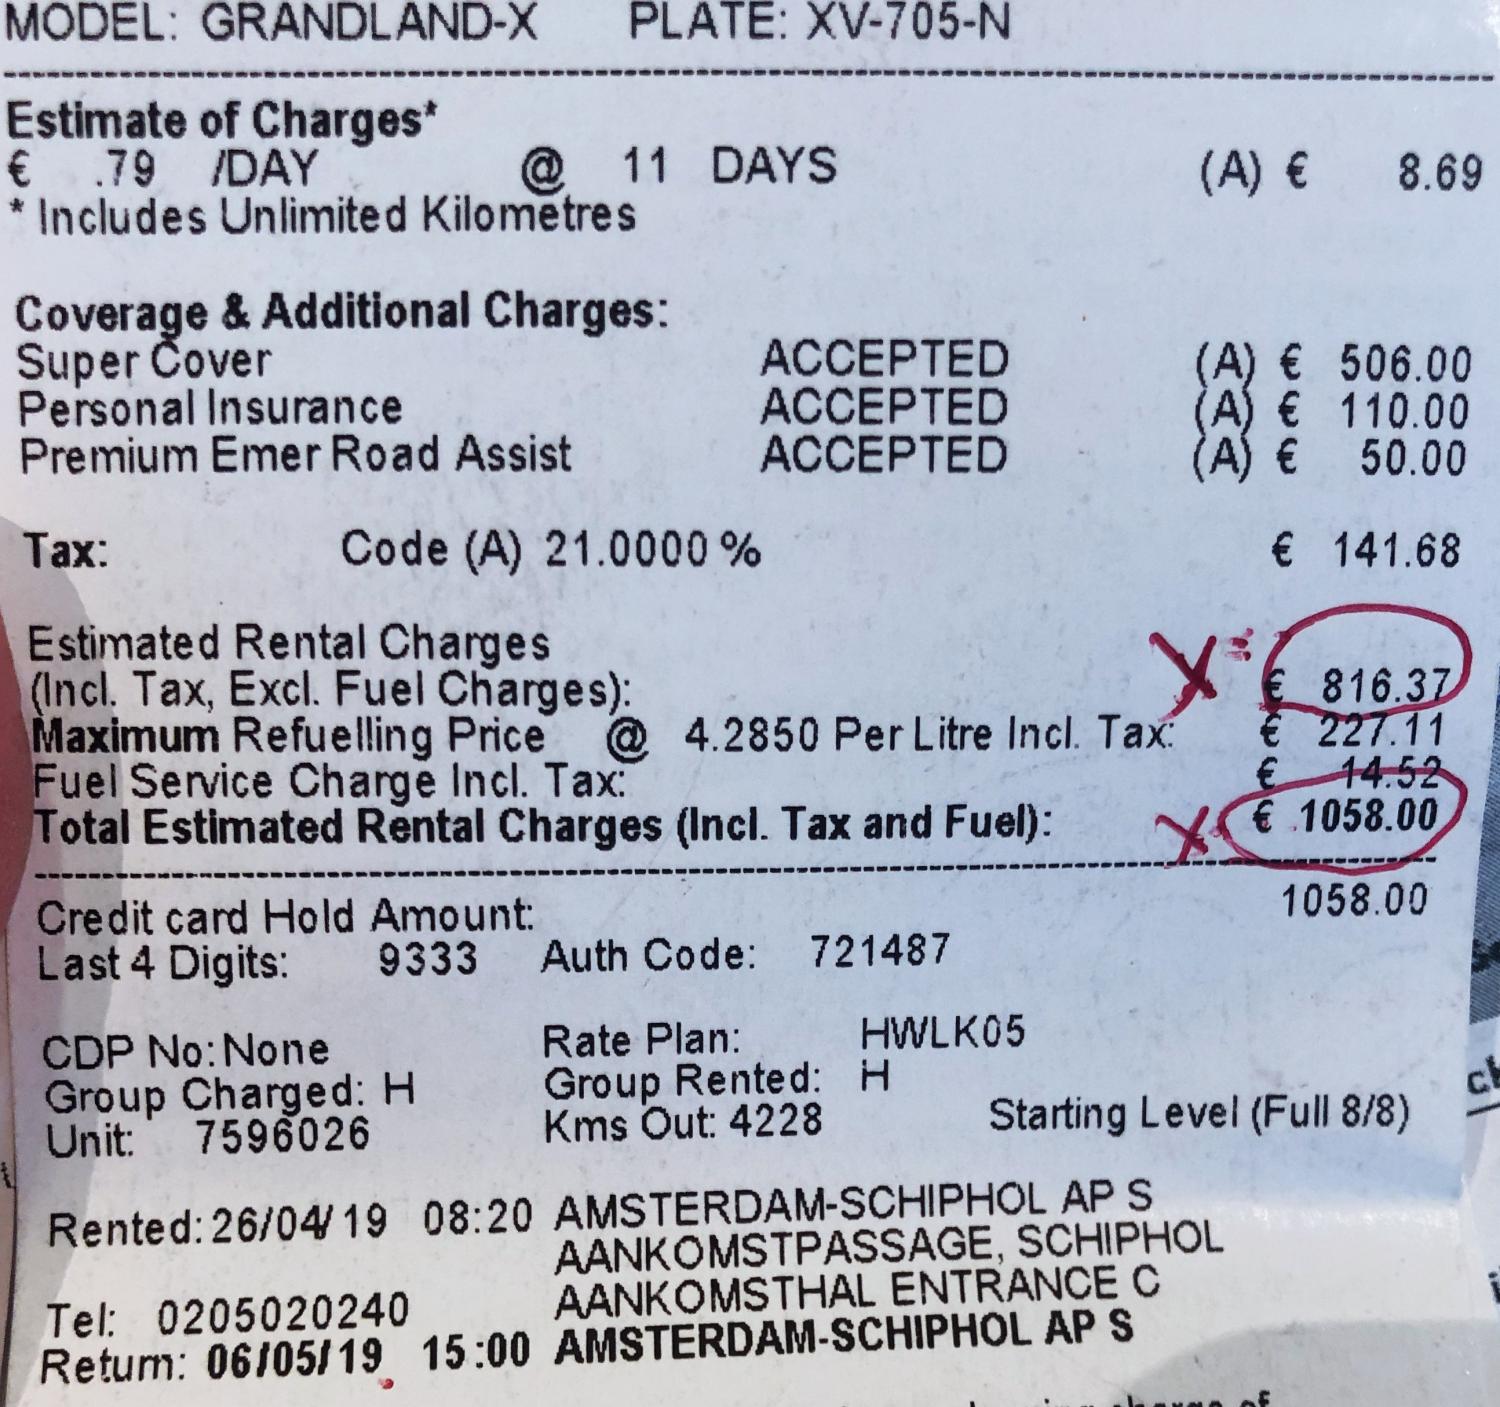 MODEL: GRANDLAND-X PLATE: XV-705-N
Estimate of Charges*
€ .79 /DAY @ 11 DAYS (A) € 8.69
* Includes Unlimited Kilometres
Coverage & Additional Charges:
Super Cover ACCEPTED (A) € 506.00
Personal Insurance ACCEPTED (A) € 110.00
Premium Emer Road Assist ACCEPTED (A) € 50.00
Tax: Code (A) 21.0000 % € 141.68
Estimated Rental Charges
(Incl. Tax, Excl. Fuel Charges): X = € 816.37
Maximum Refuelling Price @ 4.2850 Per Litre Incl. Tax: € 227.11
Fuel Service Charge Incl. Tax: € 14.52
Total Estimated Rental Charges (Incl. Tax and Fuel): X € 1058.00
Credit card Hold Amount: 1058.00
Last 4 Digits: 9333 Auth Code: 721487
CDP No: None Rate Plan: HWLK05
Group Charged: H Group Rented: H
Unit: 7596026 Kms Out: 4228 Starting Level (Full 8/8)
Rented: 26/04/19 08:20 AMSTERDAM-SCHIPHOL AP S
AANKOMSTPASSAGE, SCHIPHOL
AANKOMSTHAL ENTRANCE C
Tel: 0205020240
Return: 06/05/19 15:00 AMSTERDAM-SCHIPHOL AP S
charge of